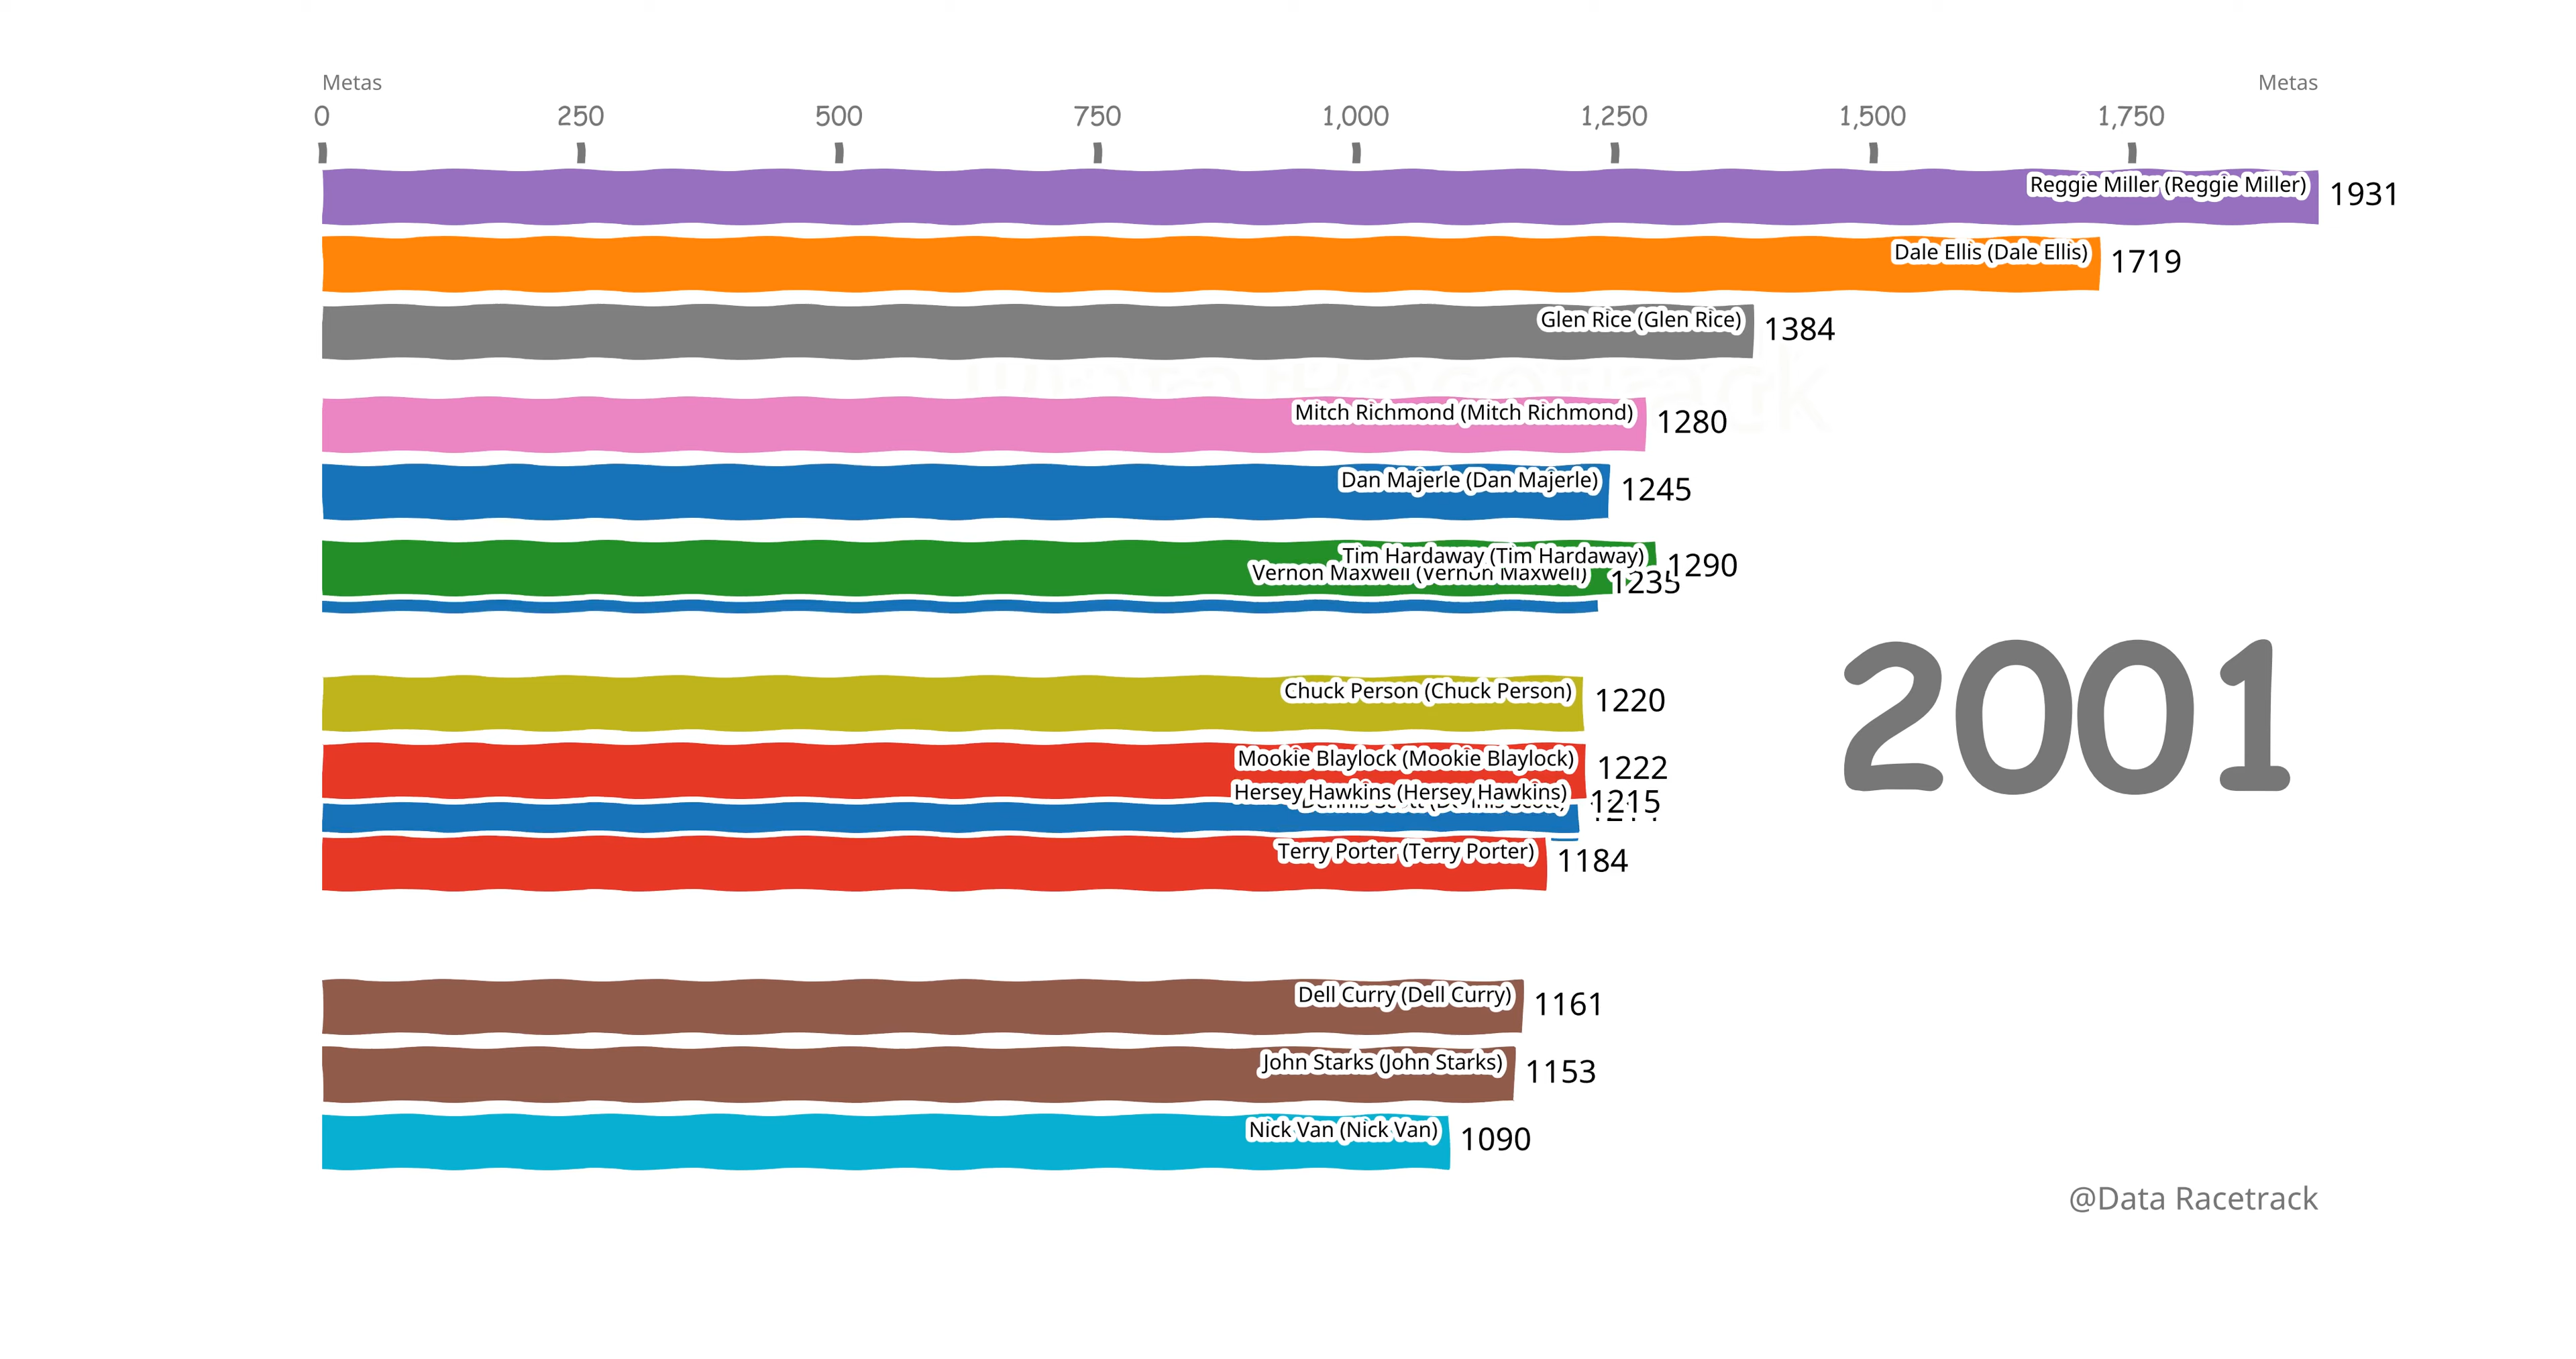 Metas Metas
0 250 500 750 1,000 1,250 1,500 1,750
Reggie Miller (Reggie Miller) 1931
Dale Ellis (Dale Ellis) 1719
Glen Rice (Glen Rice) 1384
Mitch Richmond (Mitch Richmond) 1280
Dan Majerle (Dan Majerle) 1245
Tim Hardaway (Tim Hardaway) 1290
Vernon Maxwell (Vernon Maxwell) 1235
2001
Chuck Person (Chuck Person) 1220
Mookie Blaylock (Mookie Blaylock) 1222
Hersey Hawkins (Hersey Hawkins) 1215
Terry Porter (Terry Porter) 1184
Dell Curry (Dell Curry) 1161
John Starks (John Starks) 1153
Nick Van (Nick Van) 1090
@Data Racetrack